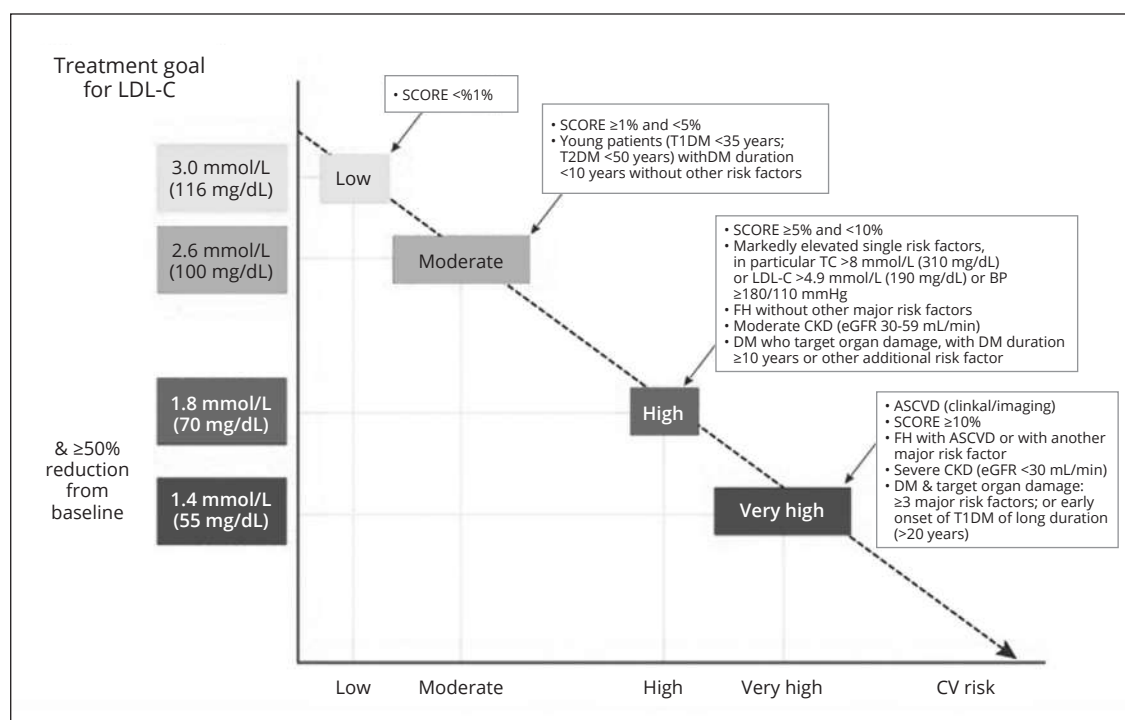 Treatment goal
for LDL-C
3.0 mmol/L
(116 mg/dL)
2.6 mmol/L
(100 mg/dL)
1.8 mmol/L
(70 mg/dL)
& ≥50%
reduction
from
baseline
1.4 mmol/L
(55 mg/dL)
• SCORE <%1%
Low
• SCORE ≥1% and <5%
• Young patients (T1DM <35 years;
T2DM <50 years) withDM duration
<10 years without other risk factors
Moderate
• SCORE ≥5% and <10%
• Markedly elevated single risk factors,
in particular TC >8 mmol/L (310 mg/dL)
or LDL-C >4.9 mmol/L (190 mg/dL) or BP
≥180/110 mmHg
• FH without other major risk factors
• Moderate CKD (eGFR 30-59 mL/min)
• DM who target organ damage, with DM duration
≥10 years or other additional risk factor
High
• ASCVD (clinkal/imaging)
• SCORE ≥10%
• FH with ASCVD or with another
major risk factor
• Severe CKD (eGFR <30 mL/min)
• DM & target organ damage:
≥3 major risk factors; or early
onset of T1DM of long duration
(>20 years)
Very high
Low Moderate High Very high CV risk